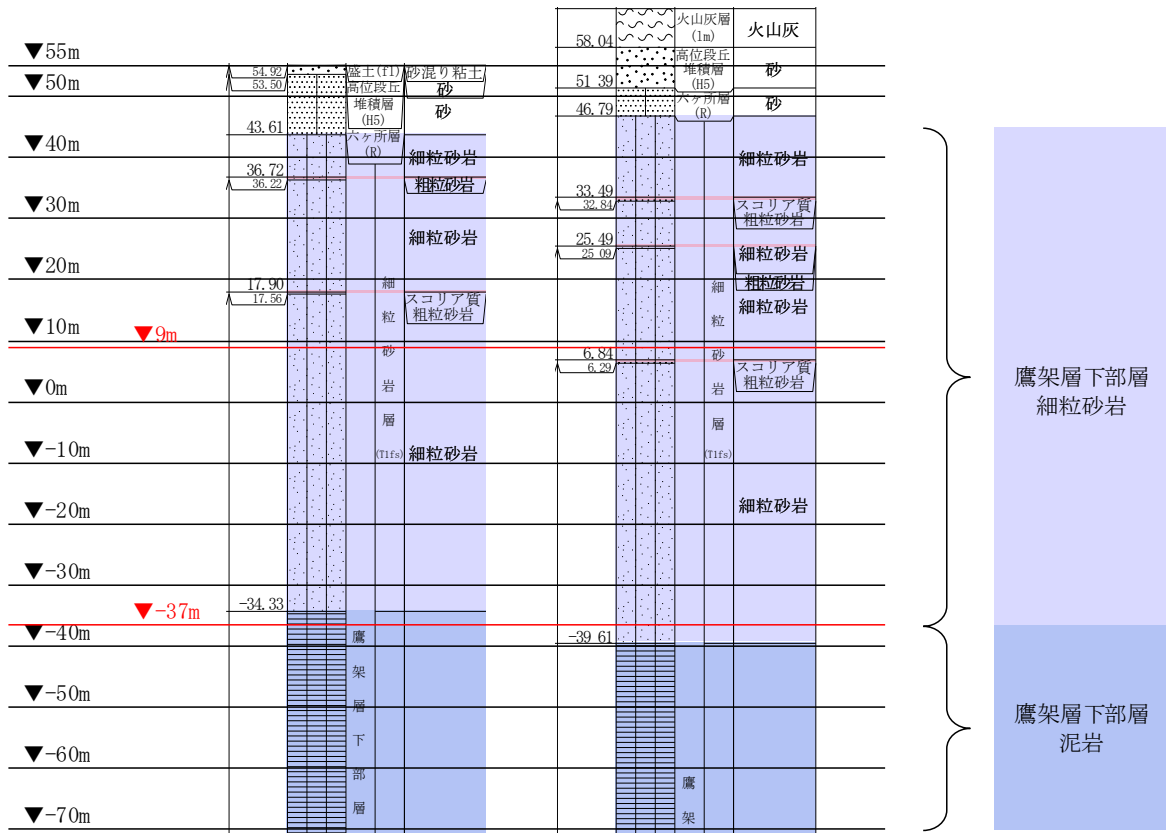 ▼55m
▼50m
▼40m
▼30m
▼20m
▼10m
▼9m
▼0m
▼-10m
▼-20m
▼-30m
▼-37m
▼-40m
▼-50m
▼-60m
▼-70m
54.92
53.50
43.61
36.72
36.22
17.90
17.56
-34.33
盛土(fl)
高位段丘
堆積層
(H5)
六ヶ所層
(R)
細
粒
砂
岩
層
(T1fs)
鷹
架
層
下
部
層
砂混り粘土
砂
砂
細粒砂岩
粗粒砂岩
細粒砂岩
スコリア質
粗粒砂岩
細粒砂岩
58.04
51 39
46.79
33.49
32.84
25.49
25 09
6.84
6.29
-39 61
火山灰層
(lm)
高位段丘
堆積層
(H5)
六ヶ所層
(R)
細
粒
砂
岩
層
(T1fs)
鷹
架
火山灰
砂
砂
細粒砂岩
スコリア質
粗粒砂岩
細粒砂岩
粗粒砂岩
細粒砂岩
スコリア質
粗粒砂岩
細粒砂岩
鷹架層下部層
細粒砂岩
鷹架層下部層
泥岩